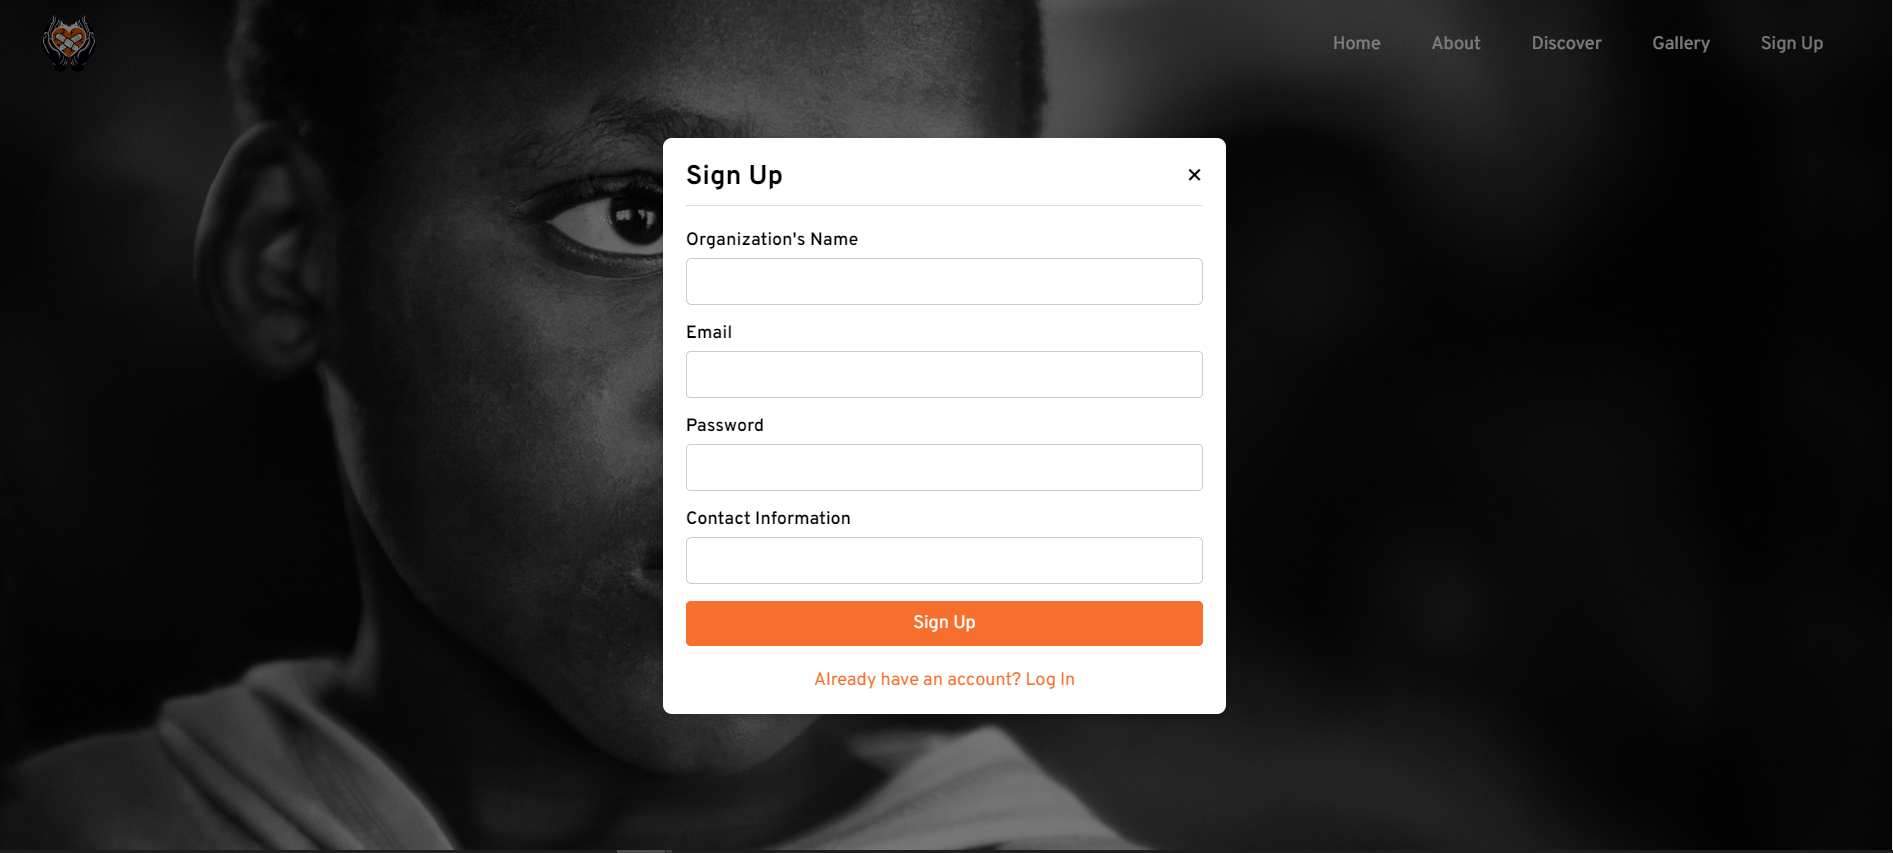 Home About Discover Gallery Sign Up
Sign Up ×
Organization's Name
Email
Password
Contact Information
Sign Up
Already have an account? Log In